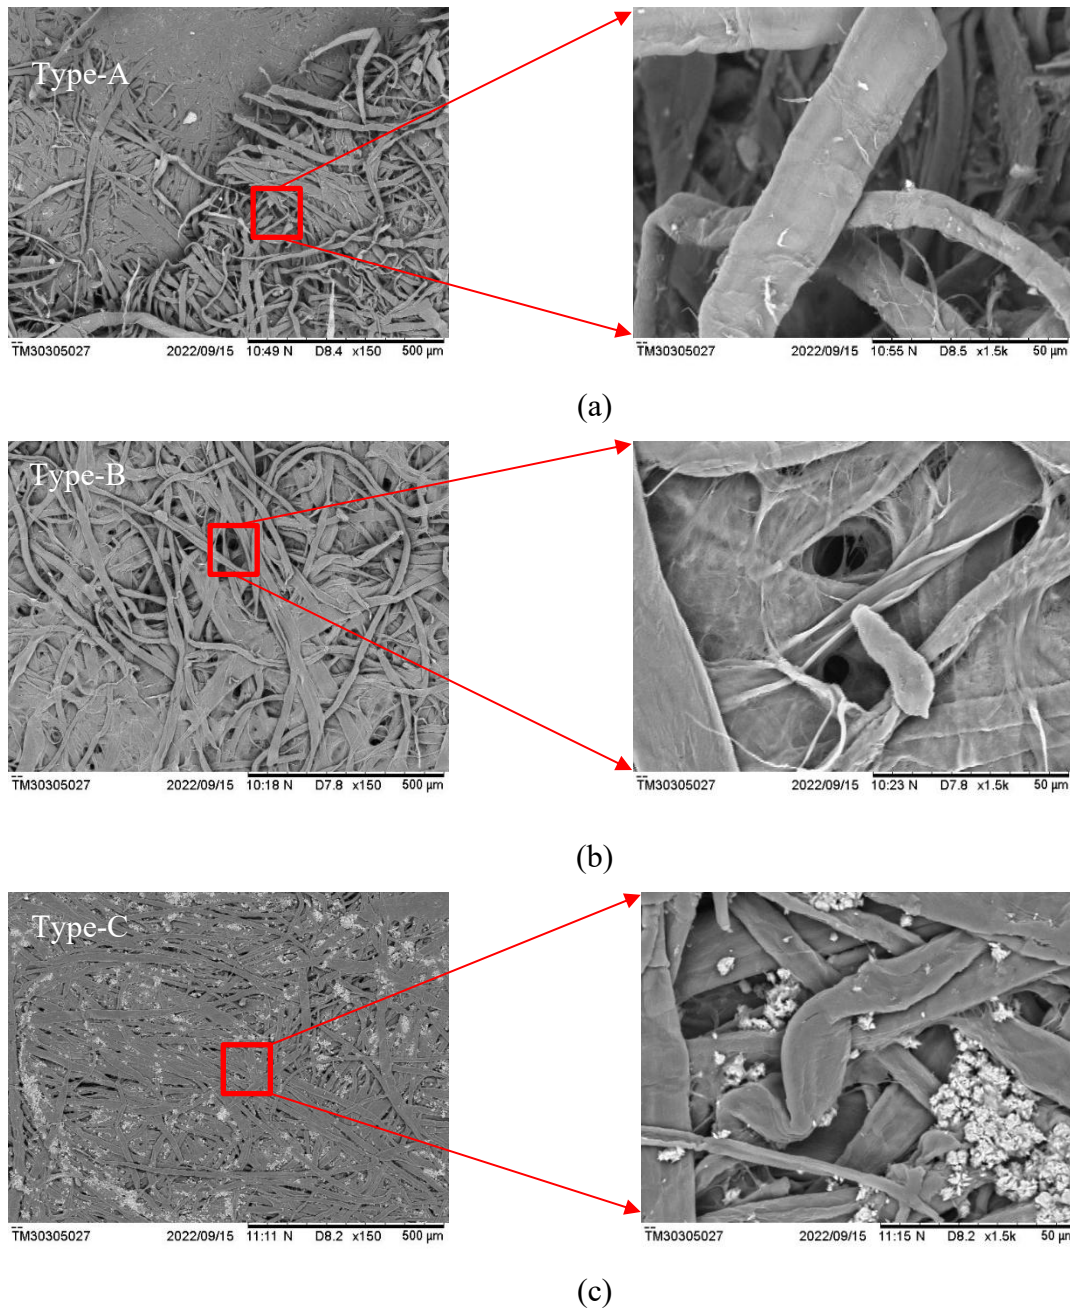 Type-A
TM30305027 2022/09/15 10:49 N D8.4 x150 500 µm
TM30305027 2022/09/15 10:55 N D8.5 x1.5k 50 µm
(a)
Type-B
TM30305027 2022/09/15 10:18 N D7.8 x150 500 µm
TM30305027 2022/09/15 10:23 N D7.8 x1.5k 50 µm
(b)
Type-C
TM30305027 2022/09/15 11:11 N D8.2 x150 500 µm
TM30305027 2022/09/15 11:15 N D8.2 x1.5k 50 µm
(c)